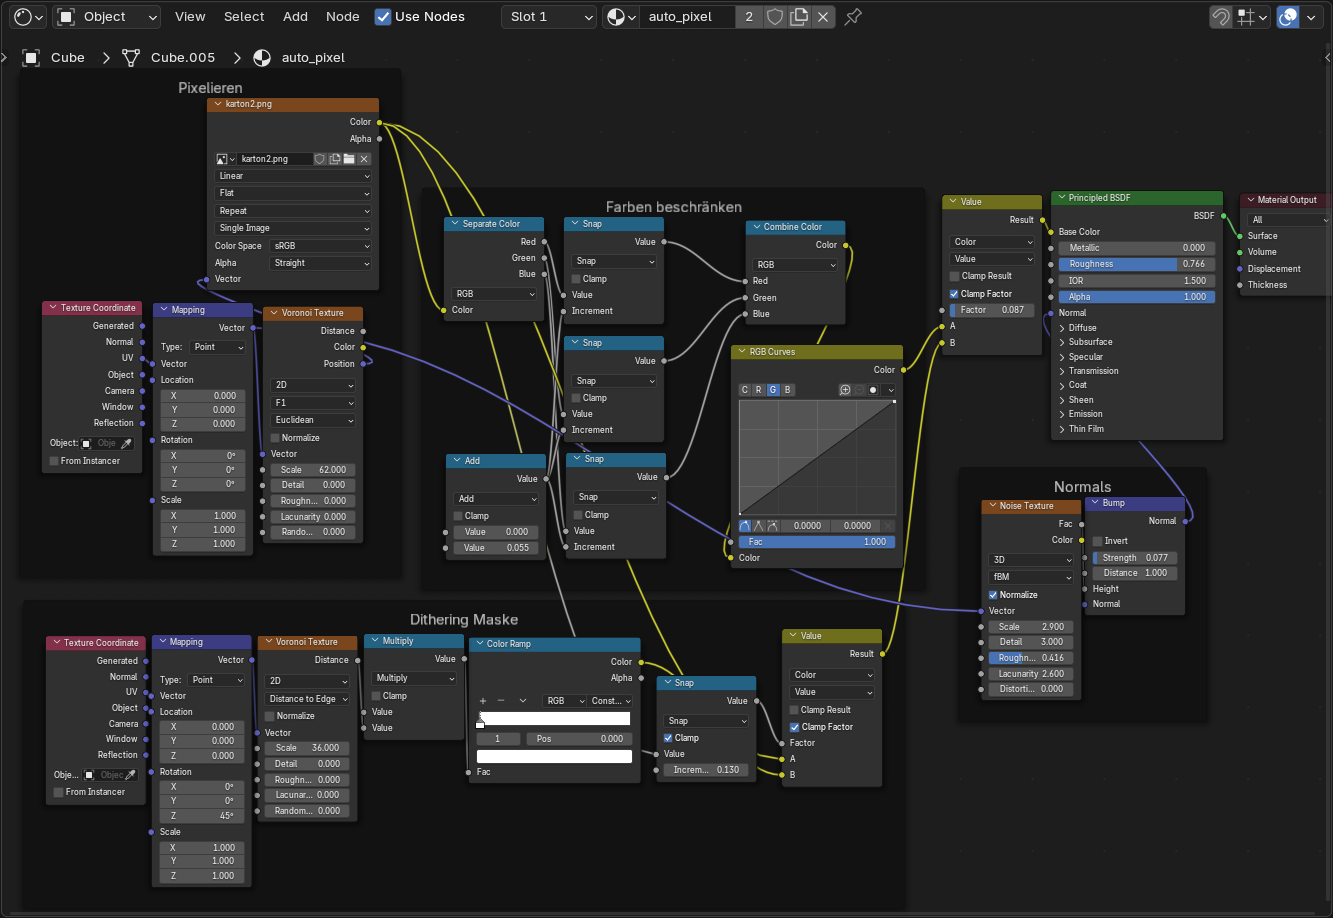 Object
View
Select
Add
Node
Use Nodes
Slot 1
auto_pixel
2
Cube
Cube.005
auto_pixel
Pixelieren
karton2.png
Color
Alpha
karton2.png
Linear
Flat
Repeat
Single Image
Color Space
sRGB
Alpha
Straight
Vector
Texture Coordinate
Generated
Normal
UV
Object
Camera
Window
Reflection
Object:
Obje
From Instancer
Mapping
Vector
Type:
Point
Vector
Location
X 0.000
Y 0.000
Z 0.000
Rotation
X 0°
Y 0°
Z 0°
Scale
X 1.000
Y 1.000
Z 1.000
Voronoi Texture
Distance
Color
Position
2D
F1
Euclidean
Normalize
Vector
Scale 62.000
Detail 0.000
Roughn... 0.000
Lacunarity 0.000
Rando... 0.000
Farben beschränken
Separate Color
Red
Green
Blue
RGB
Color
Snap
Value
Snap
Clamp
Value
Increment
Snap
Value
Snap
Clamp
Value
Increment
Add
Value
Add
Clamp
Value 0.000
Value 0.055
Snap
Value
Snap
Clamp
Value
Increment
Combine Color
Color
RGB
Red
Green
Blue
RGB Curves
Color
C R G B
0.0000 0.0000
Fac 1.000
Color
Value
Result
Color
Value
Clamp Result
Clamp Factor
Factor 0.087
A
B
Principled BSDF
BSDF
Base Color
Metallic 0.000
Roughness 0.766
IOR 1.500
Alpha 1.000
Normal
Diffuse
Subsurface
Specular
Transmission
Coat
Sheen
Emission
Thin Film
Material Output
All
Surface
Volume
Displacement
Thickness
Normals
Noise Texture
Fac
Color
3D
fBM
Normalize
Vector
Scale 2.900
Detail 3.000
Roughn... 0.416
Lacunarity 2.600
Distorti... 0.000
Bump
Normal
Invert
Strength 0.077
Distance 1.000
Height
Normal
Dithering Maske
Texture Coordinate
Generated
Normal
UV
Object
Camera
Window
Reflection
Obje...
Objec
From Instancer
Mapping
Vector
Type:
Point
Vector
Location
X 0.000
Y 0.000
Z 0.000
Rotation
X 0°
Y 0°
Z 45°
Scale
X 1.000
Y 1.000
Z 1.000
Voronoi Texture
Distance
2D
Distance to Edge
Normalize
Vector
Scale 36.000
Detail 0.000
Roughn... 0.000
Lacunar... 0.000
Random... 0.000
Multiply
Value
Multiply
Clamp
Value
Value
Color Ramp
Color
Alpha
RGB
Const...
1
Pos 0.000
Fac
Snap
Value
Snap
Clamp
Value
Increm... 0.130
Value
Result
Color
Value
Clamp Result
Clamp Factor
Factor
A
B